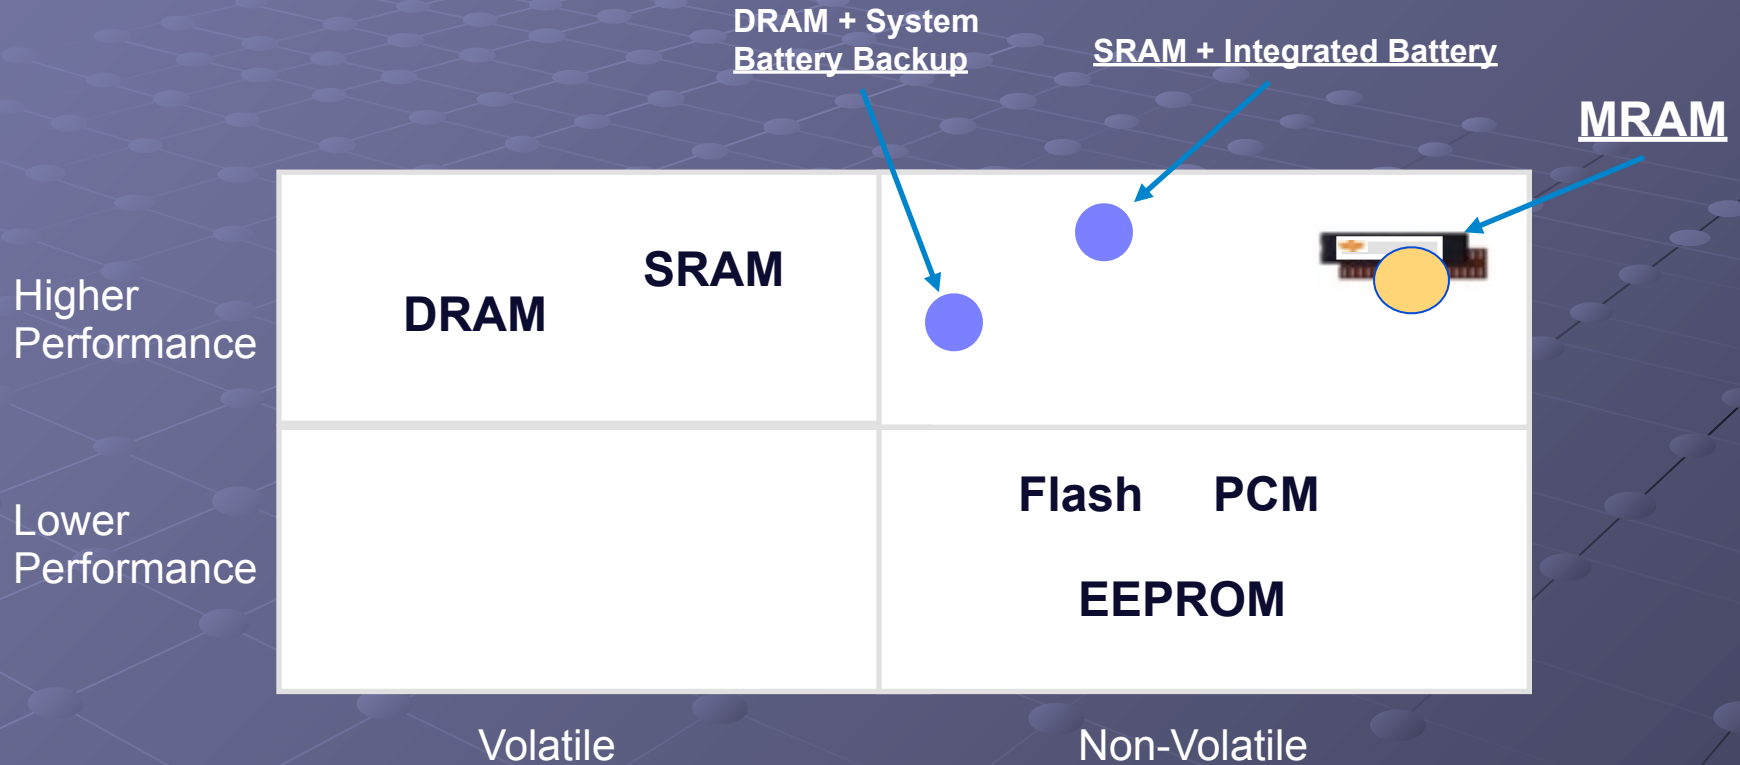 DRAM + System
Battery Backup
SRAM + Integrated Battery
MRAM
SRAM
DRAM
Higher
Performance
Flash PCM
Lower
Performance
EEPROM
Volatile
Non-Volatile